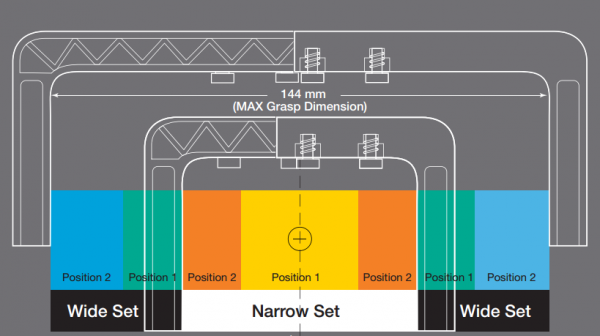 144 mm
(MAX Grasp Dimension)
Position 2 Position 1 Position 2 Position 1 Position 2 Position 1 Position 2
Wide Set Narrow Set Wide Set